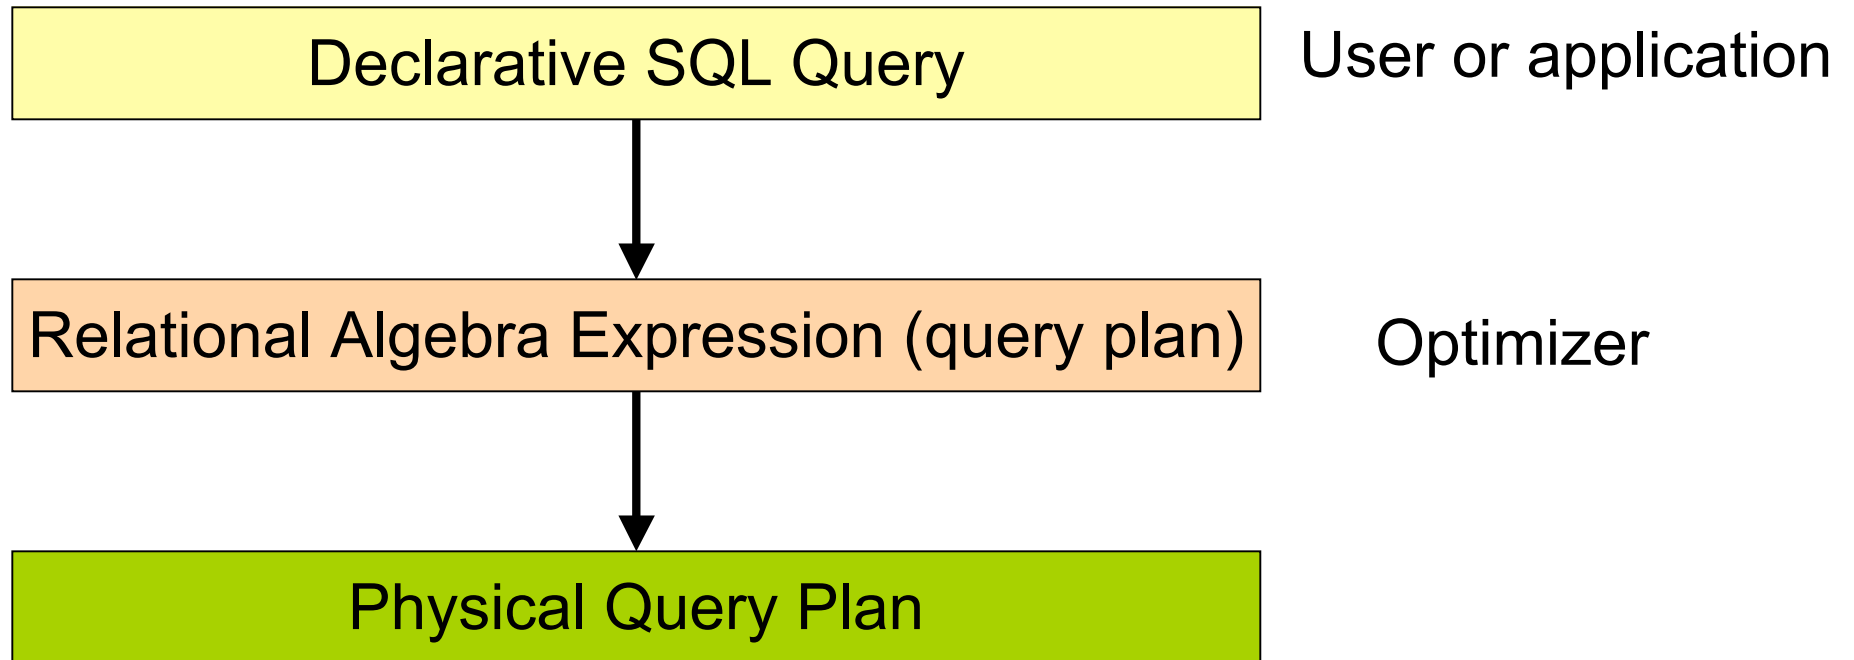 Declarative SQL Query
User or application
Relational Algebra Expression (query plan)
Optimizer
Physical Query Plan